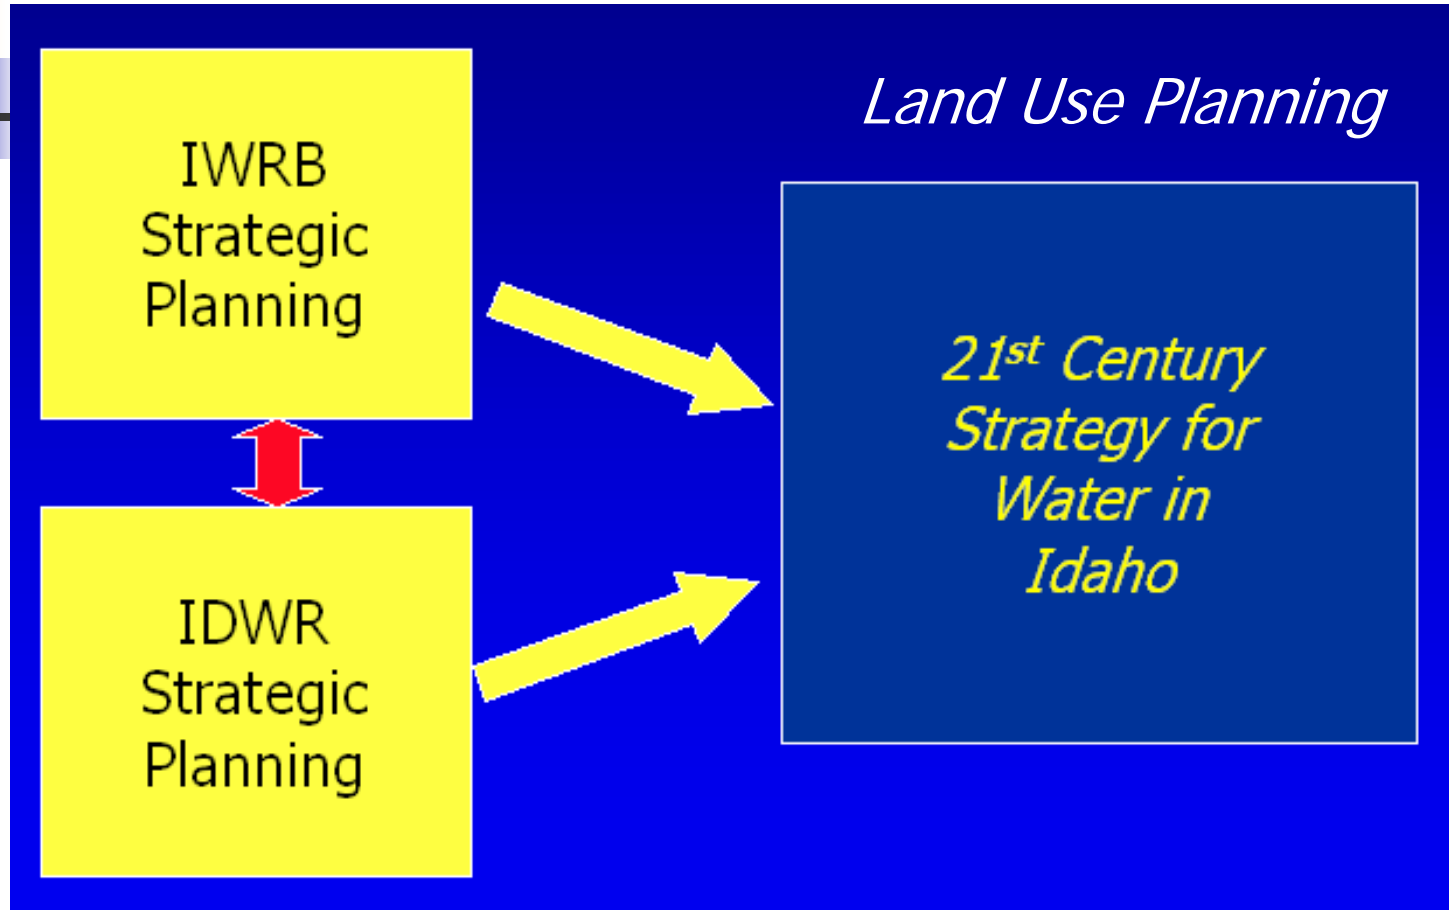 IWRB
Strategic
Planning
IDWR
Strategic
Planning
Land Use Planning
21st Century
Strategy for
Water in
Idaho